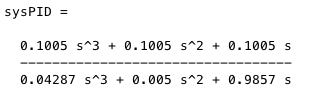 sysPID =
0.1005 s^3 + 0.1005 s^2 + 0.1005 s
----------------------------------
0.04287 s^3 + 0.005 s^2 + 0.9857 s